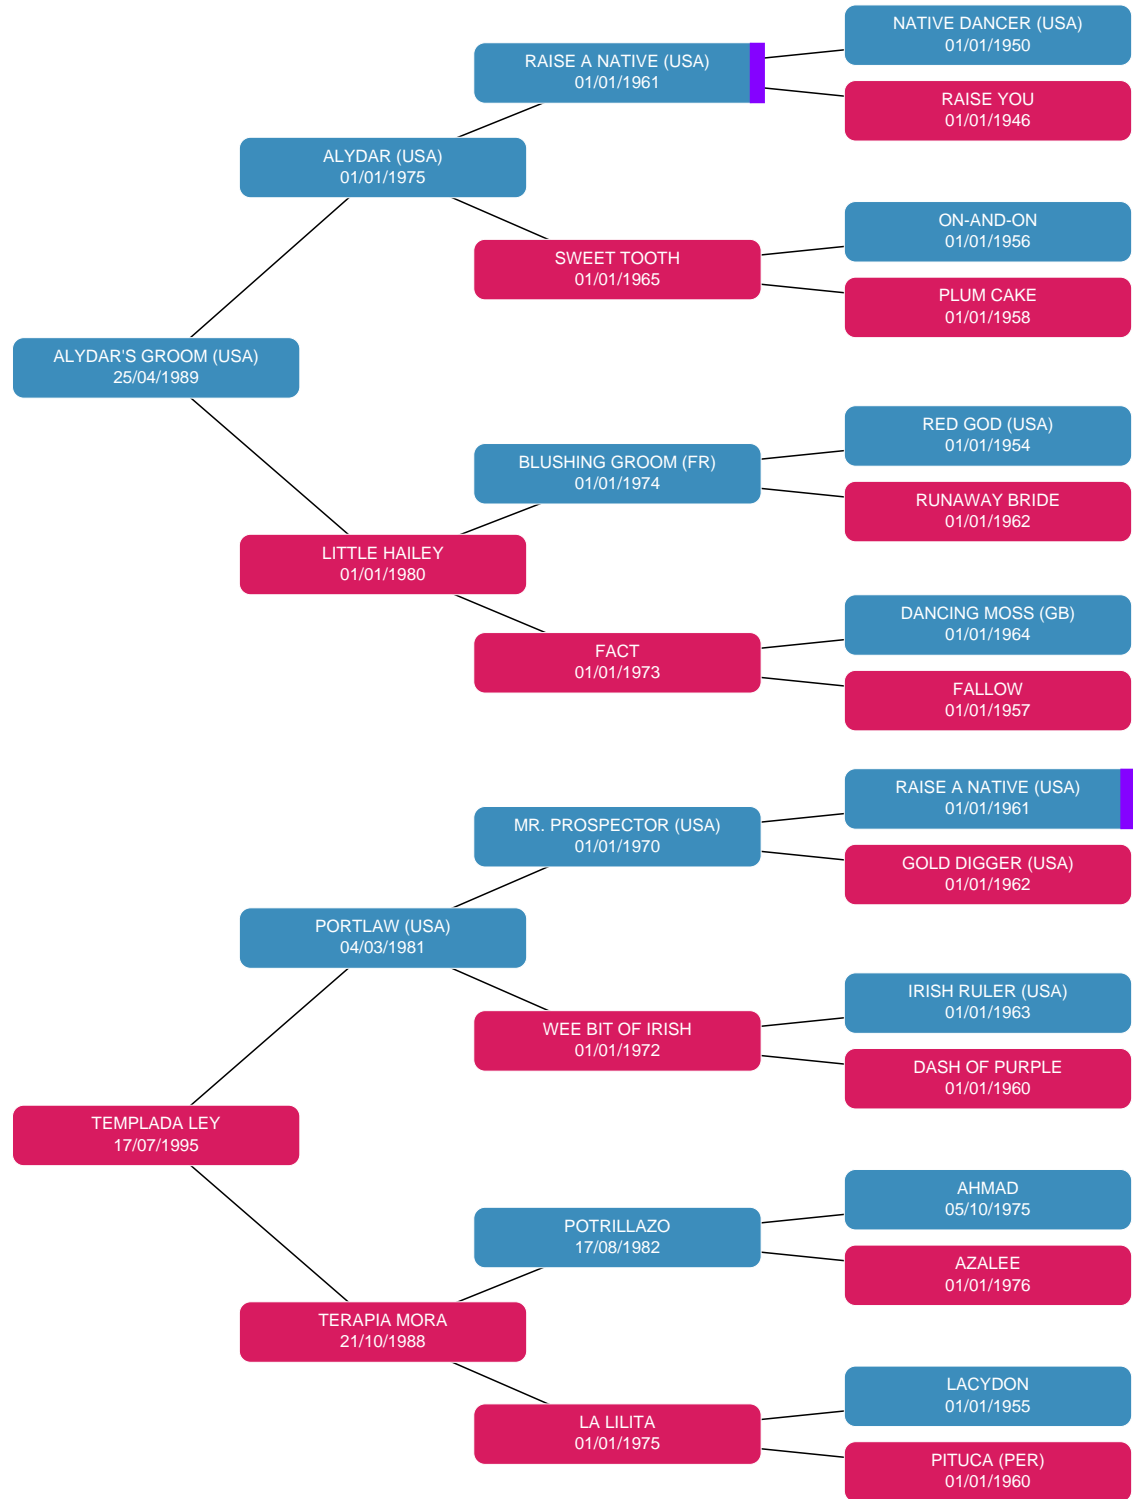 NATIVE DANCER (USA)
01/01/1950
RAISE A NATIVE (USA)
01/01/1961
RAISE YOU
01/01/1946
ALYDAR (USA)
01/01/1975
ON-AND-ON
01/01/1956
SWEET TOOTH
01/01/1965
PLUM CAKE
01/01/1958
ALYDAR'S GROOM (USA)
25/04/1989
RED GOD (USA)
01/01/1954
BLUSHING GROOM (FR)
01/01/1974
RUNAWAY BRIDE
01/01/1962
LITTLE HAILEY
01/01/1980
DANCING MOSS (GB)
01/01/1964
FACT
01/01/1973
FALLOW
01/01/1957
RAISE A NATIVE (USA)
01/01/1961
MR. PROSPECTOR (USA)
01/01/1970
GOLD DIGGER (USA)
01/01/1962
PORTLAW (USA)
04/03/1981
IRISH RULER (USA)
01/01/1963
WEE BIT OF IRISH
01/01/1972
DASH OF PURPLE
01/01/1960
TEMPLADA LEY
17/07/1995
AHMAD
05/10/1975
POTRILLAZO
17/08/1982
AZALEE
01/01/1976
TERAPIA MORA
21/10/1988
LACYDON
01/01/1955
LA LILITA
01/01/1975
PITUCA (PER)
01/01/1960